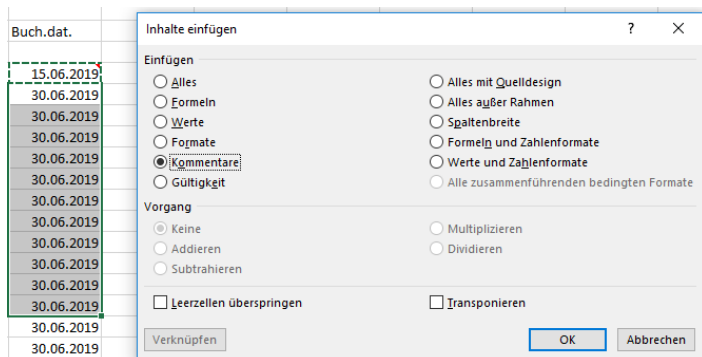 Buch.dat.
15.06.2019
30.06.2019
30.06.2019
30.06.2019
30.06.2019
30.06.2019
30.06.2019
30.06.2019
30.06.2019
30.06.2019
30.06.2019
30.06.2019
30.06.2019
30.06.2019
Inhalte einfügen ? ×
Einfügen
Alles
Formeln
Werte
Formate
Kommentare
Gültigkeit
Alles mit Quelldesign
Alles außer Rahmen
Spaltenbreite
Formeln und Zahlenformate
Werte und Zahlenformate
Alle zusammenführenden bedingten Formate
Vorgang
Keine
Addieren
Subtrahieren
Multiplizieren
Dividieren
Leerzellen überspringen
Transponieren
Verknüpfen
OK
Abbrechen